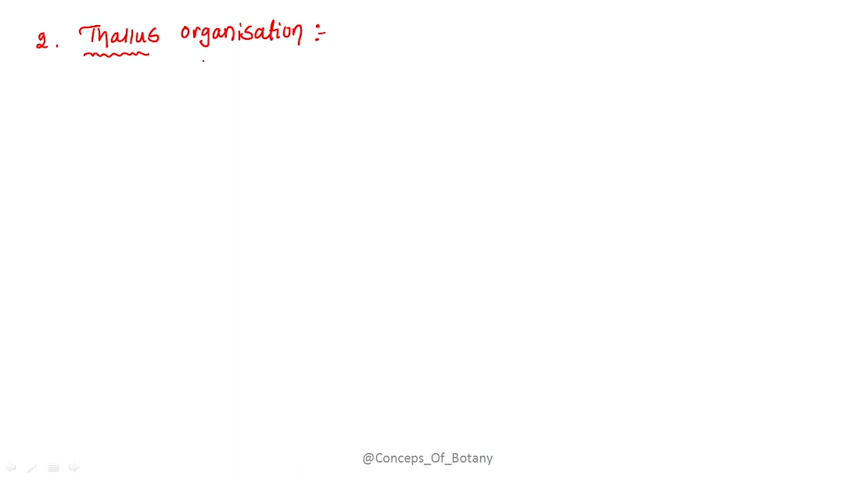 2. Thallus organisation :-
@Conceps_Of_Botany